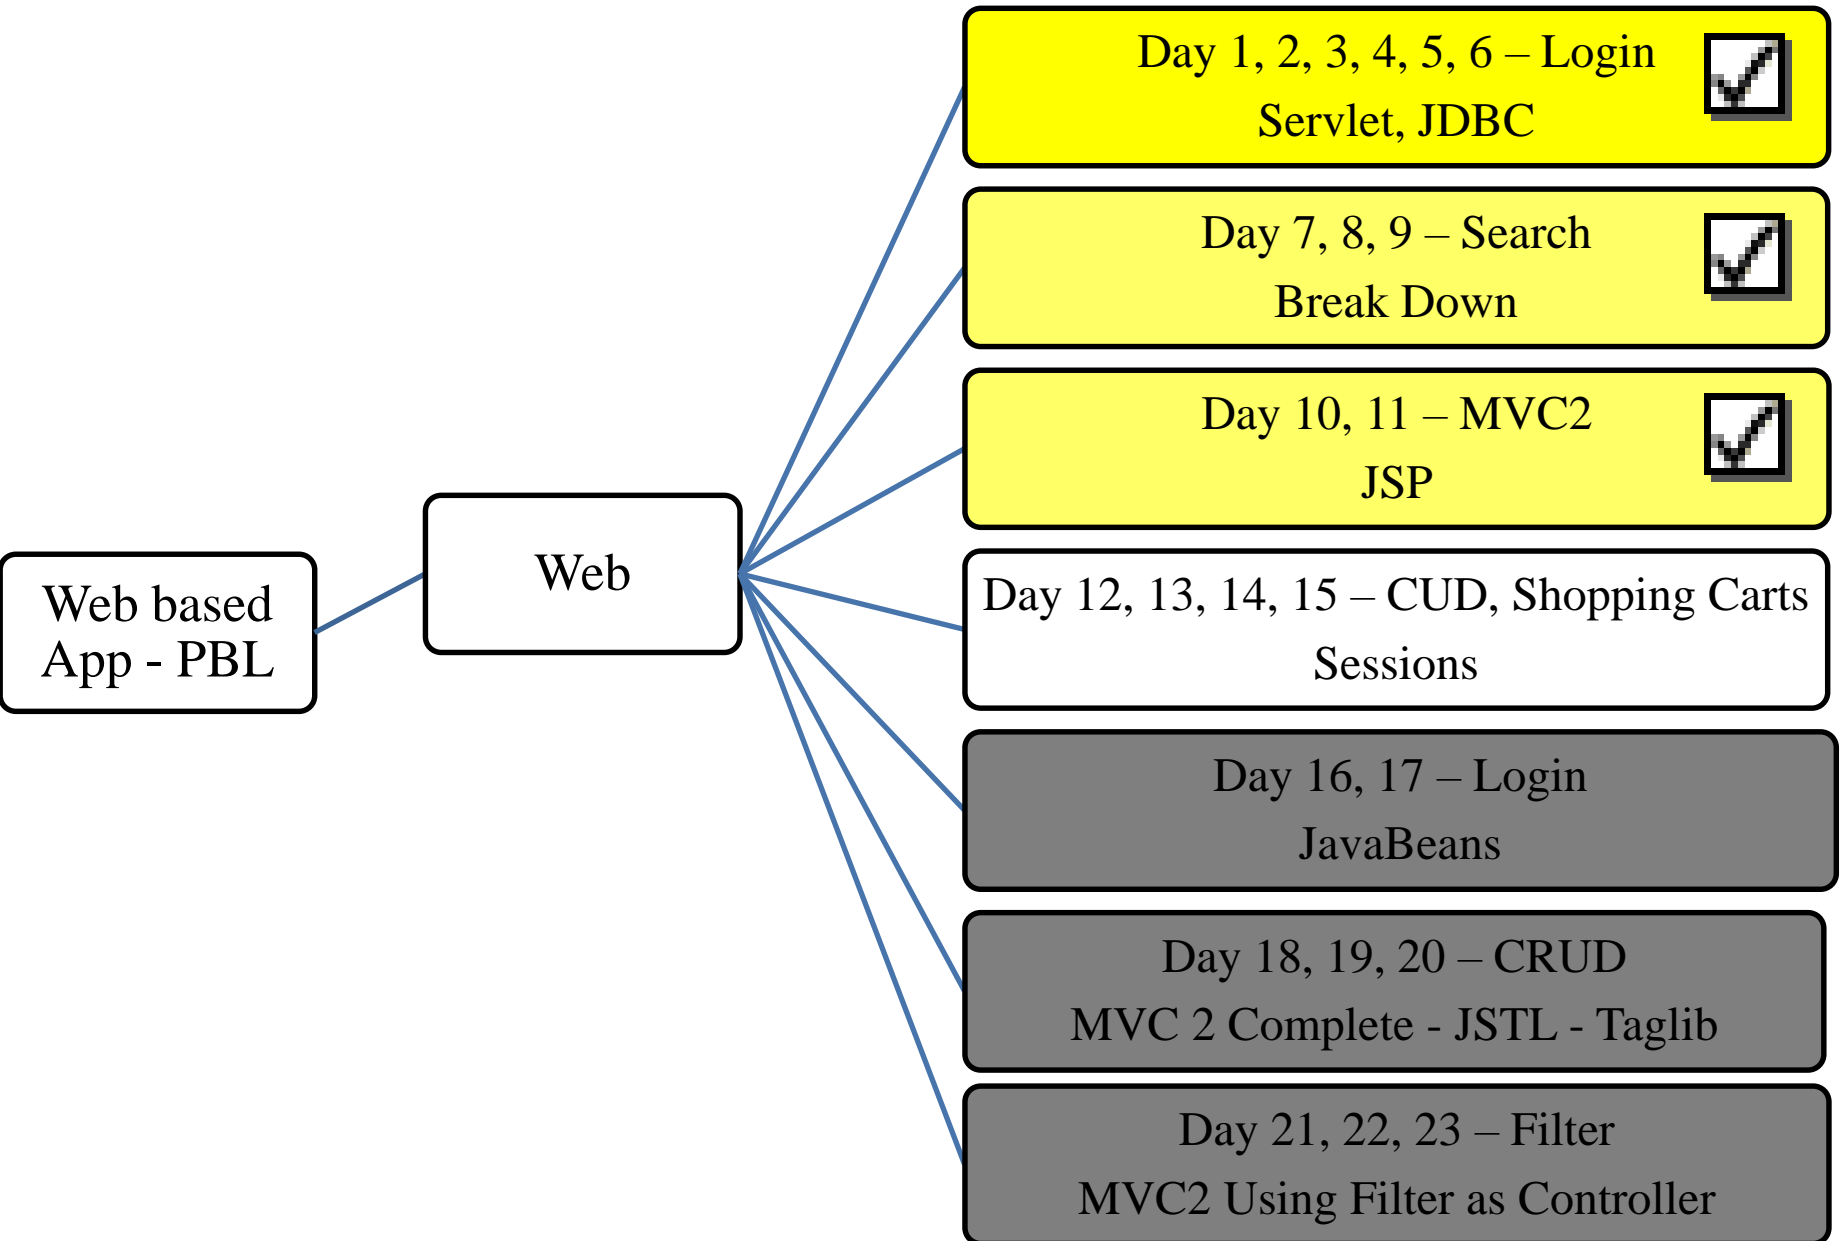 Web based
App - PBL
Web
Day 1, 2, 3, 4, 5, 6 – Login
Servlet, JDBC
Day 7, 8, 9 – Search
Break Down
Day 10, 11 – MVC2
JSP
Day 12, 13, 14, 15 – CUD, Shopping Carts
Sessions
Day 16, 17 – Login
JavaBeans
Day 18, 19, 20 – CRUD
MVC 2 Complete - JSTL - Taglib
Day 21, 22, 23 – Filter
MVC2 Using Filter as Controller